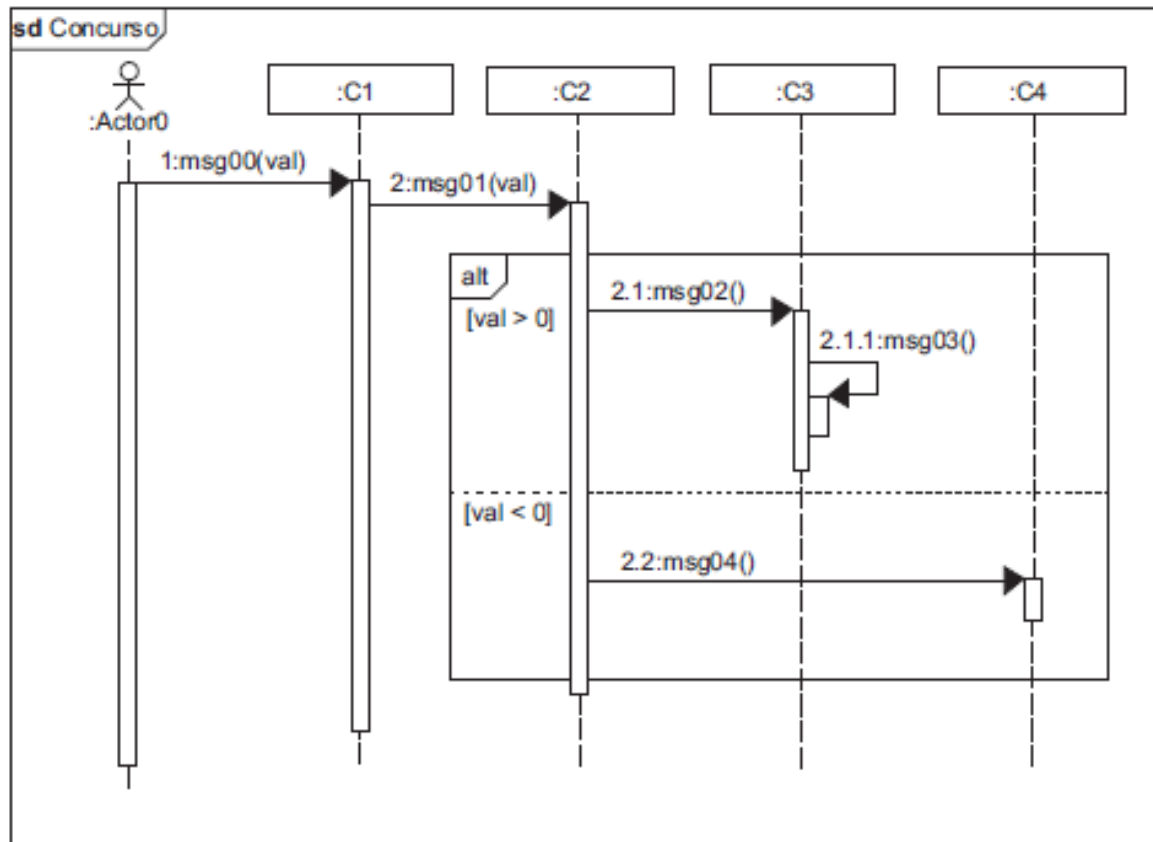 sd Concurso
:Actor0
:C1
:C2
:C3
:C4
1:msg00(val)
2:msg01(val)
alt
[val > 0]
2.1:msg02()
2.1.1:msg03()
[val < 0]
2.2:msg04()